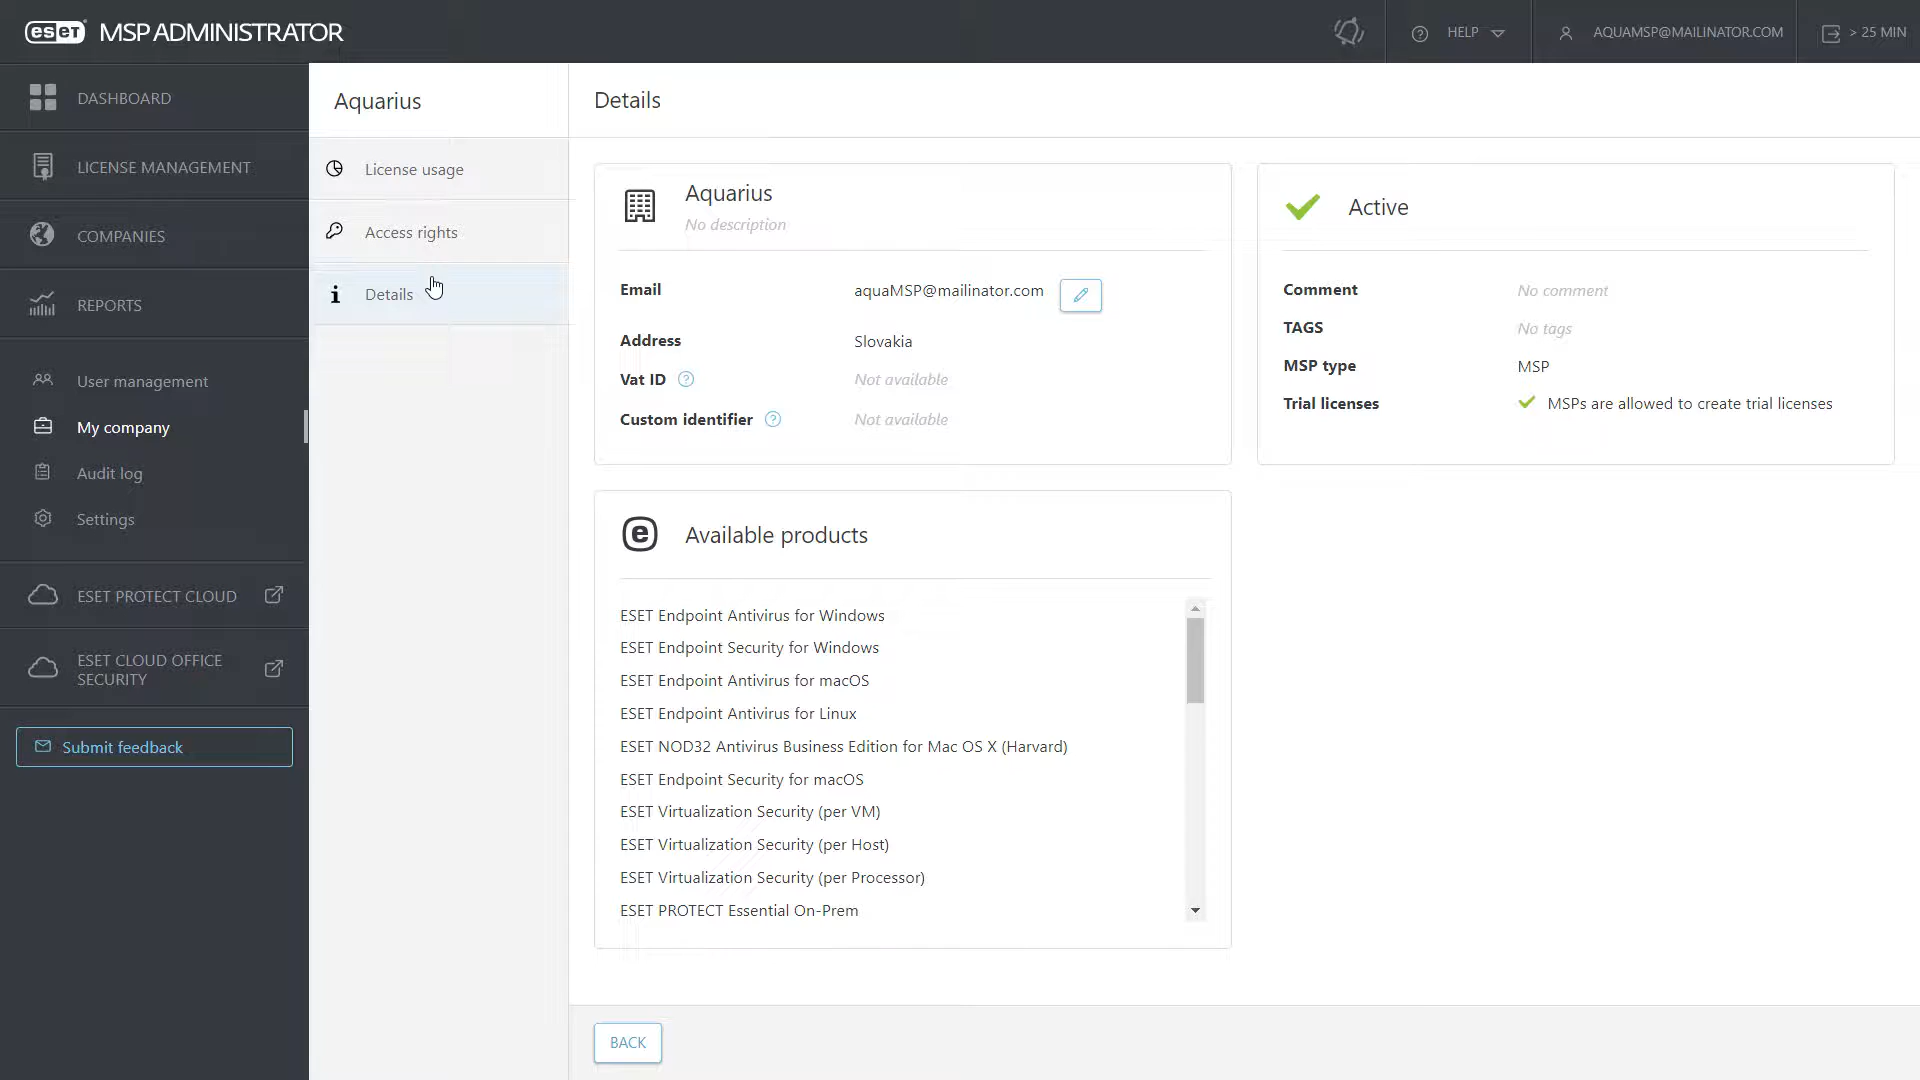 eset MSP ADMINISTRATOR
HELP
AQUAMSP@MAILINATOR.COM
> 25 MIN
DASHBOARD
LICENSE MANAGEMENT
COMPANIES
REPORTS
User management
My company
Audit log
Settings
ESET PROTECT CLOUD
ESET CLOUD OFFICE
SECURITY
Submit feedback
Aquarius
License usage
Access rights
Details
Details
Aquarius
No description
Email aquaMSP@mailinator.com
Address Slovakia
Vat ID ? Not available
Custom identifier ? Not available
Active
Comment No comment
TAGS No tags
MSP type MSP
Trial licenses MSPs are allowed to create trial licenses
Available products
ESET Endpoint Antivirus for Windows
ESET Endpoint Security for Windows
ESET Endpoint Antivirus for macOS
ESET Endpoint Antivirus for Linux
ESET NOD32 Antivirus Business Edition for Mac OS X (Harvard)
ESET Endpoint Security for macOS
ESET Virtualization Security (per VM)
ESET Virtualization Security (per Host)
ESET Virtualization Security (per Processor)
ESET PROTECT Essential On-Prem
BACK